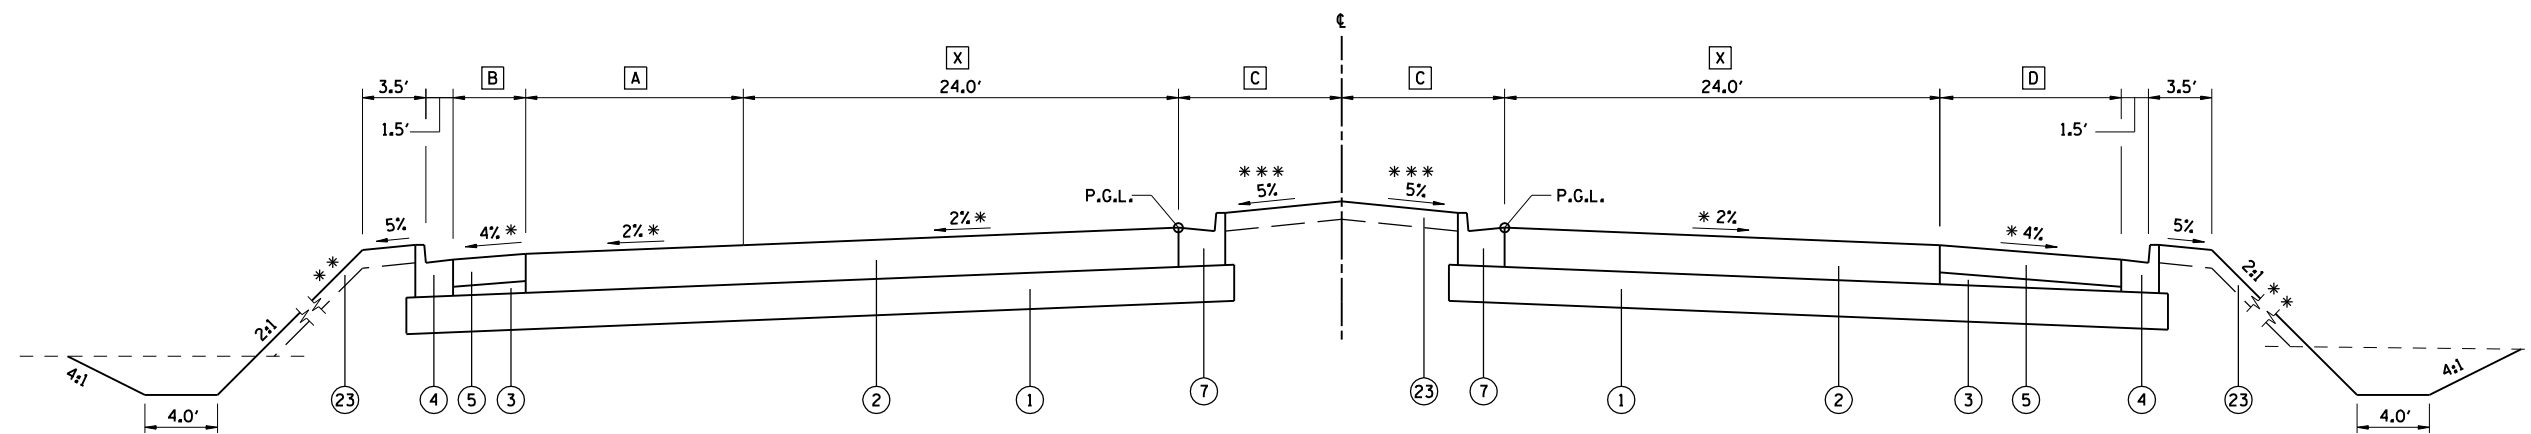 ℄
X X
B A C C D
3.5' 24.0' 24.0' 3.5'
1.5' 1.5'
*** ***
P.G.L. 5% 5% P.G.L.
5% 4%* 2%* 2%* * 2% * 4% 5%
** 2:1
2:1 **
4:1 4:1
23 4 5 3 2 1 7 23 7 1 2 3 5 4 23
4.0' 4.0'